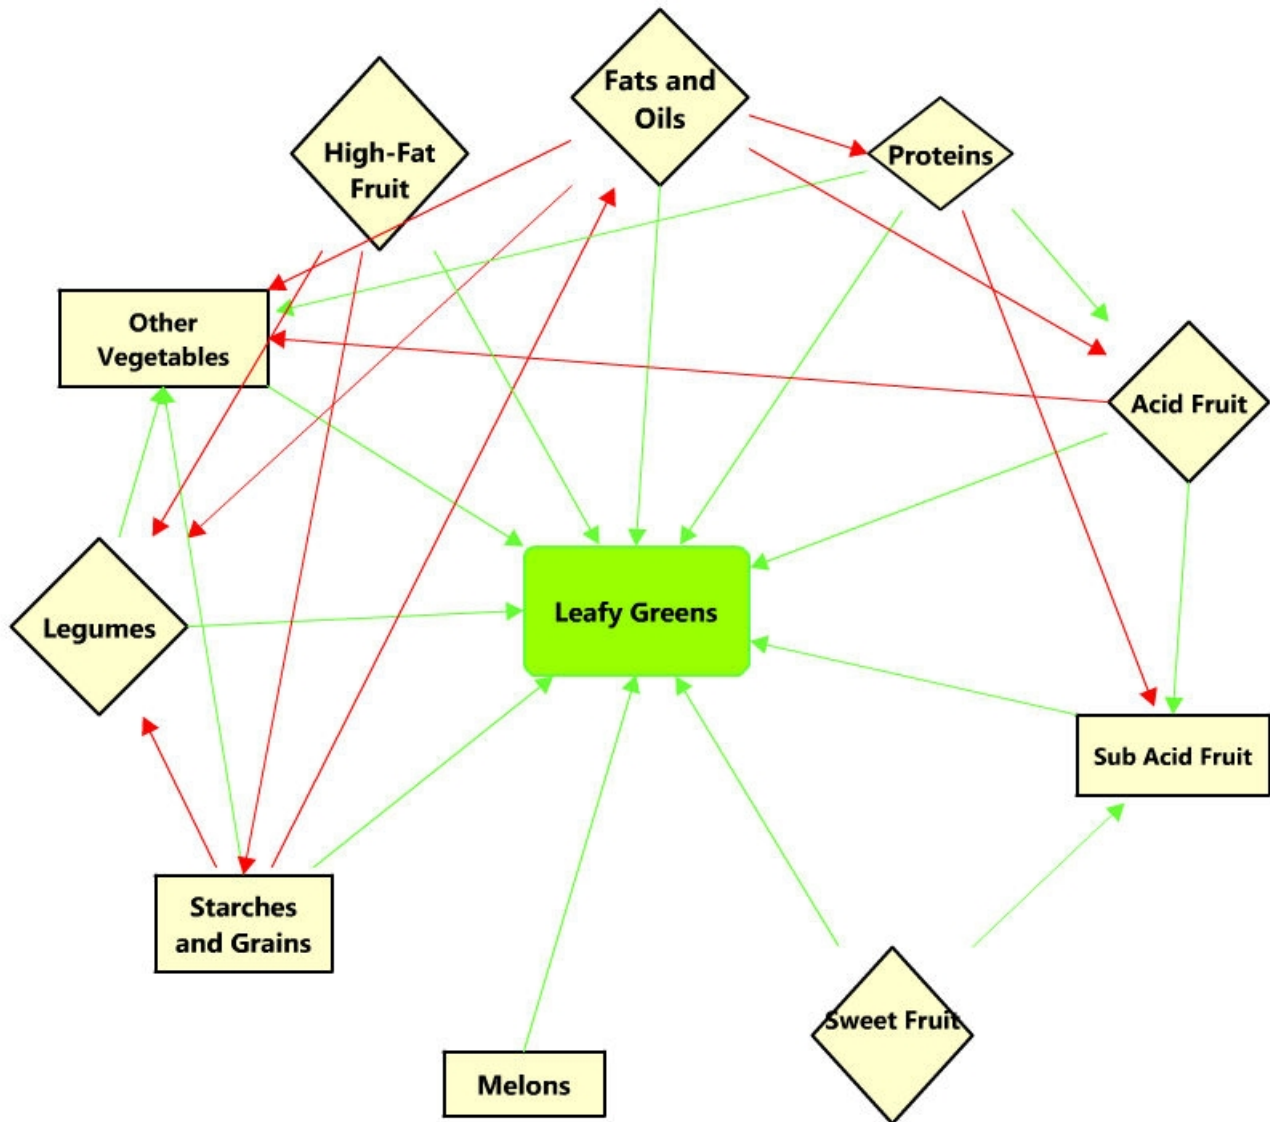 Fats and
Oils
High-Fat
Fruit
Proteins
Other
Vegetables
Acid Fruit
Legumes
Leafy Greens
Sub Acid Fruit
Starches
and Grains
Sweet Fruit
Melons